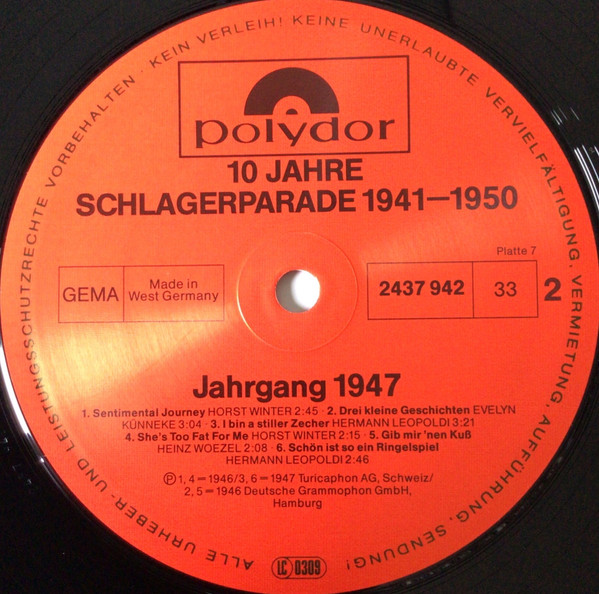 ALLE URHEBER- UND LEISTUNGSSCHUTZRECHTE VORBEHALTEN · KEIN VERLEIH! KEINE UNERLAUBTE VERVIELFÄLTIGUNG, VERMIETUNG, AUFFÜHRUNG, SENDUNG!
polydor
10 JAHRE
SCHLAGERPARADE 1941—1950
Platte 7
GEMA
Made in
West Germany
2437 942
33
2
Jahrgang 1947
1. Sentimental Journey HORST WINTER 2:45 · 2. Drei kleine Geschichten EVELYN
KÜNNEKE 3:04 · 3. I bin a stiller Zecher HERMANN LEOPOLDI 3:21
4. She's Too Fat For Me HORST WINTER 2:15 · 5. Gib mir 'nen Kuß
HEINZ WOEZEL 2:08 · 6. Schön ist so ein Ringelspiel
HERMANN LEOPOLDI 2:46
Ⓟ 1, 4 = 1946/3, 6 = 1947 Turicaphon AG, Schweiz/
2, 5 = 1946 Deutsche Grammophon GmbH,
Hamburg
LC 0309